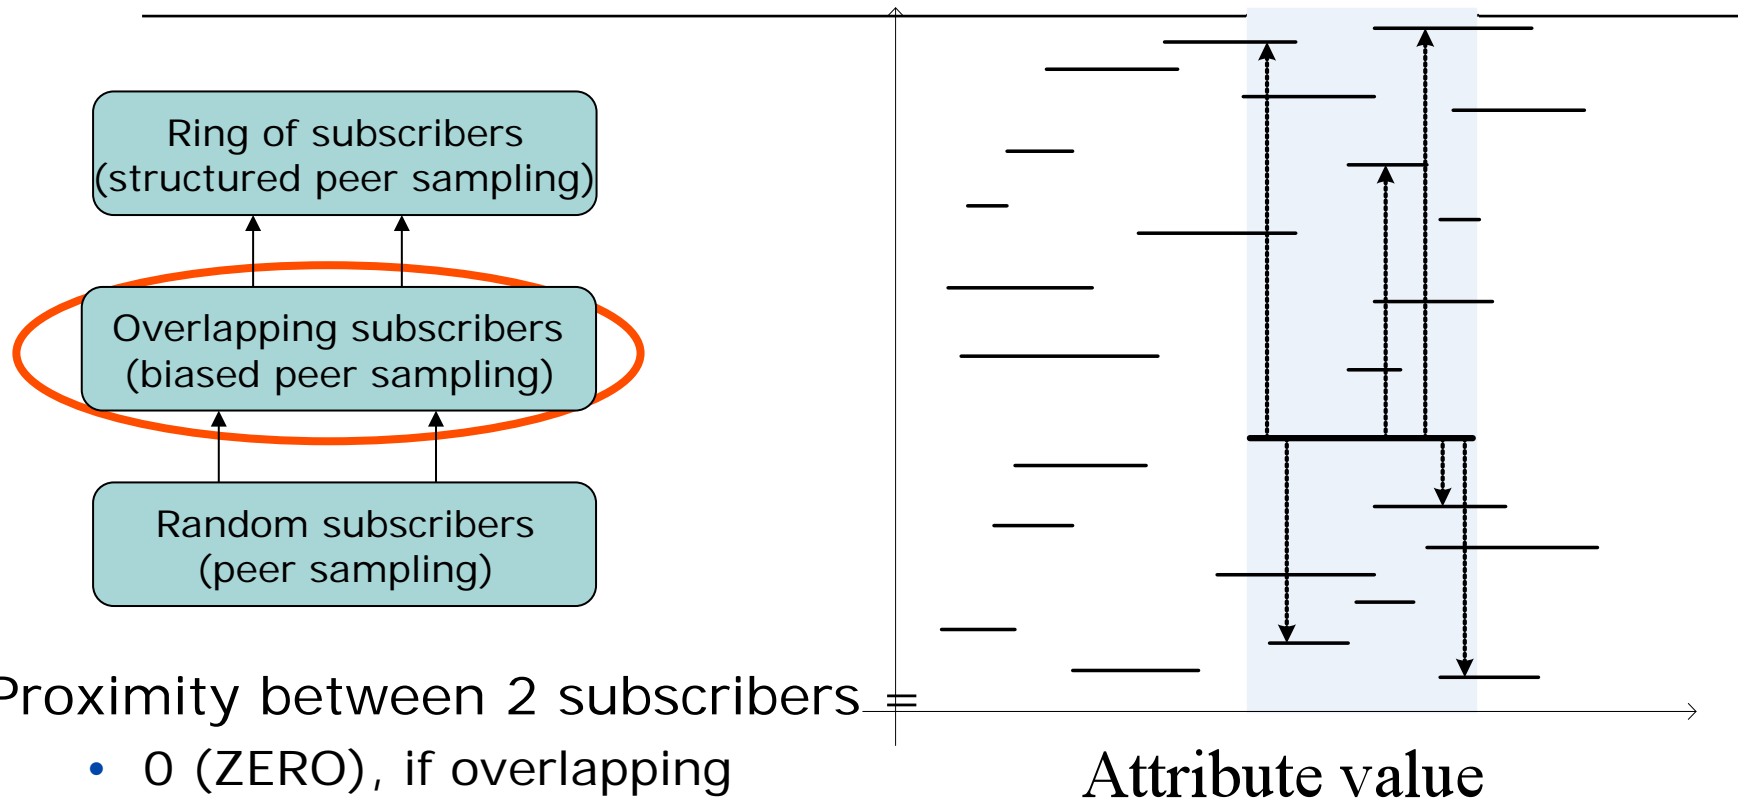 Ring of subscribers
(structured peer sampling)
Overlapping subscribers
(biased peer sampling)
Random subscribers
(peer sampling)
Proximity between 2 subscribers =
• 0 (ZERO), if overlapping
Attribute value